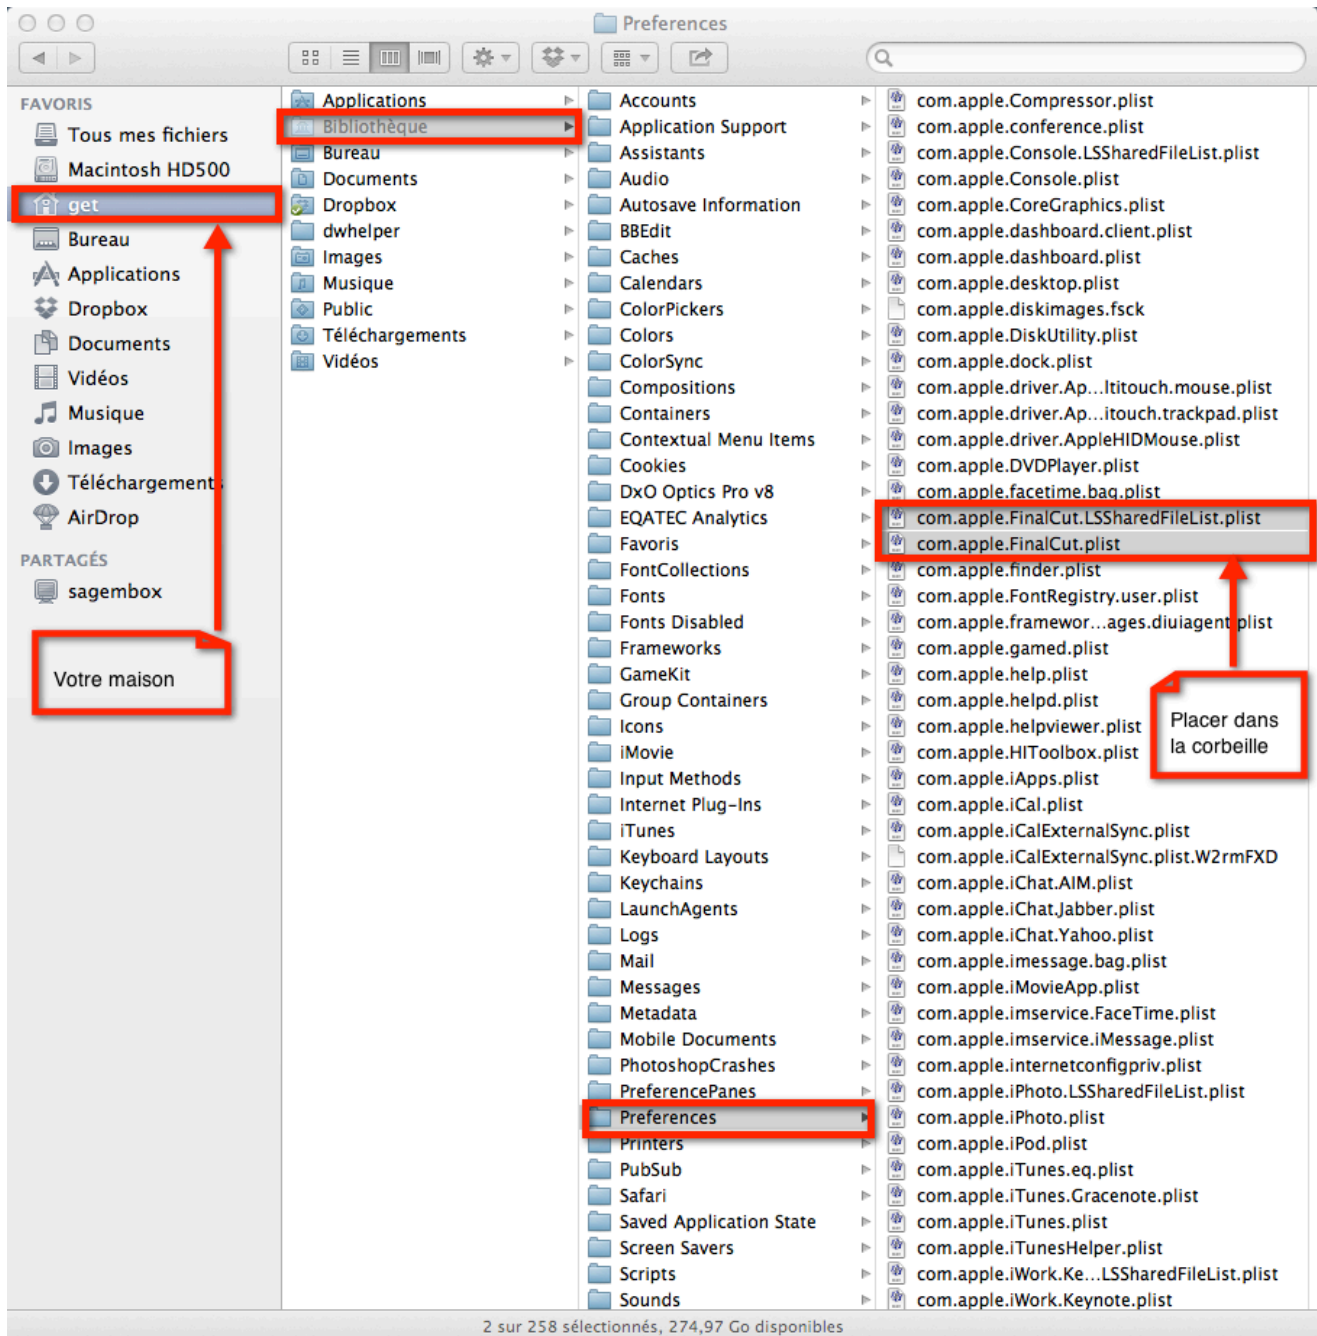 Preferences
FAVORIS
Tous mes fichiers
Macintosh HD500
get
Bureau
Applications
Dropbox
Documents
Vidéos
Musique
Images
Téléchargements
AirDrop
PARTAGÉS
sagembox
Votre maison
Applications
Bibliothèque
Bureau
Documents
Dropbox
dwhelper
Images
Musique
Public
Téléchargements
Vidéos
Accounts
Application Support
Assistants
Audio
Autosave Information
BBEdit
Caches
Calendars
ColorPickers
Colors
ColorSync
Compositions
Containers
Contextual Menu Items
Cookies
DxO Optics Pro v8
EQATEC Analytics
Favoris
FontCollections
Fonts
Fonts Disabled
Frameworks
GameKit
Group Containers
Icons
iMovie
Input Methods
Internet Plug-Ins
iTunes
Keyboard Layouts
Keychains
LaunchAgents
Logs
Mail
Messages
Metadata
Mobile Documents
PhotoshopCrashes
PreferencePanes
Preferences
Printers
PubSub
Safari
Saved Application State
Screen Savers
Scripts
Sounds
com.apple.Compressor.plist
com.apple.conference.plist
com.apple.Console.LSSharedFileList.plist
com.apple.Console.plist
com.apple.CoreGraphics.plist
com.apple.dashboard.client.plist
com.apple.dashboard.plist
com.apple.desktop.plist
com.apple.diskimages.fsck
com.apple.DiskUtility.plist
com.apple.dock.plist
com.apple.driver.Ap...ltitouch.mouse.plist
com.apple.driver.Ap...itouch.trackpad.plist
com.apple.driver.AppleHIDMouse.plist
com.apple.DVDPlayer.plist
com.apple.facetime.bag.plist
com.apple.FinalCut.LSSharedFileList.plist
com.apple.FinalCut.plist
com.apple.finder.plist
com.apple.FontRegistry.user.plist
com.apple.framewor...ages.diuiagent.plist
com.apple.gamed.plist
com.apple.help.plist
com.apple.helpd.plist
com.apple.helpviewer.plist
com.apple.HIToolbox.plist
com.apple.iApps.plist
com.apple.iCal.plist
com.apple.iCalExternalSync.plist
com.apple.iCalExternalSync.plist.W2rmFXD
com.apple.iChat.AIM.plist
com.apple.iChat.Jabber.plist
com.apple.iChat.Yahoo.plist
com.apple.imessage.bag.plist
com.apple.iMovieApp.plist
com.apple.imservice.FaceTime.plist
com.apple.imservice.iMessage.plist
com.apple.internetconfigpriv.plist
com.apple.iPhoto.LSSharedFileList.plist
com.apple.iPhoto.plist
com.apple.iPod.plist
com.apple.iTunes.eq.plist
com.apple.iTunes.Gracenote.plist
com.apple.iTunes.plist
com.apple.iTunesHelper.plist
com.apple.iWork.Ke...LSSharedFileList.plist
com.apple.iWork.Keynote.plist
Placer dans
la corbeille
2 sur 258 sélectionnés, 274,97 Go disponibles